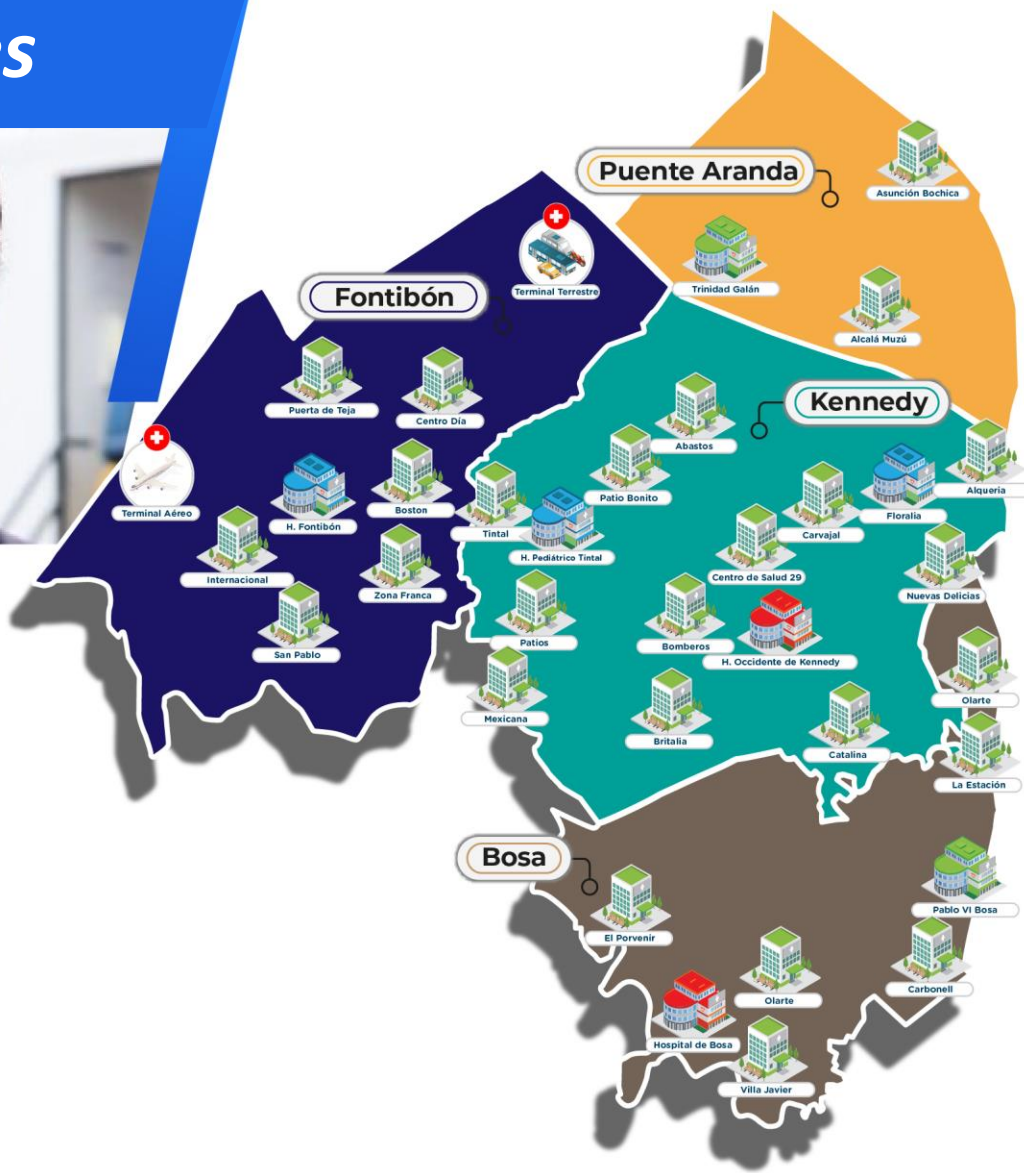 Puente Aranda
Asunción Bochica
Trinidad Galán
Alcalá Muzú
Fontibón
Terminal Terrestre
Puerta de Teja
Centro Día
Terminal Aéreo
H. Fontibón
Boston
Internacional
Zona Franca
San Pablo
Kennedy
Abastos
Patio Bonito
Alqueria
Floralia
Carvajal
Tintal
H. Pediátrico Tintal
Centro de Salud 29
Nuevas Delicias
Patios
Bomberos
H. Occidente de Kennedy
Mexicana
Britalia
Catalina
Olarte
La Estación
Bosa
El Porvenir
Pablo VI Bosa
Carbonell
Olarte
Hospital de Bosa
Villa Javier